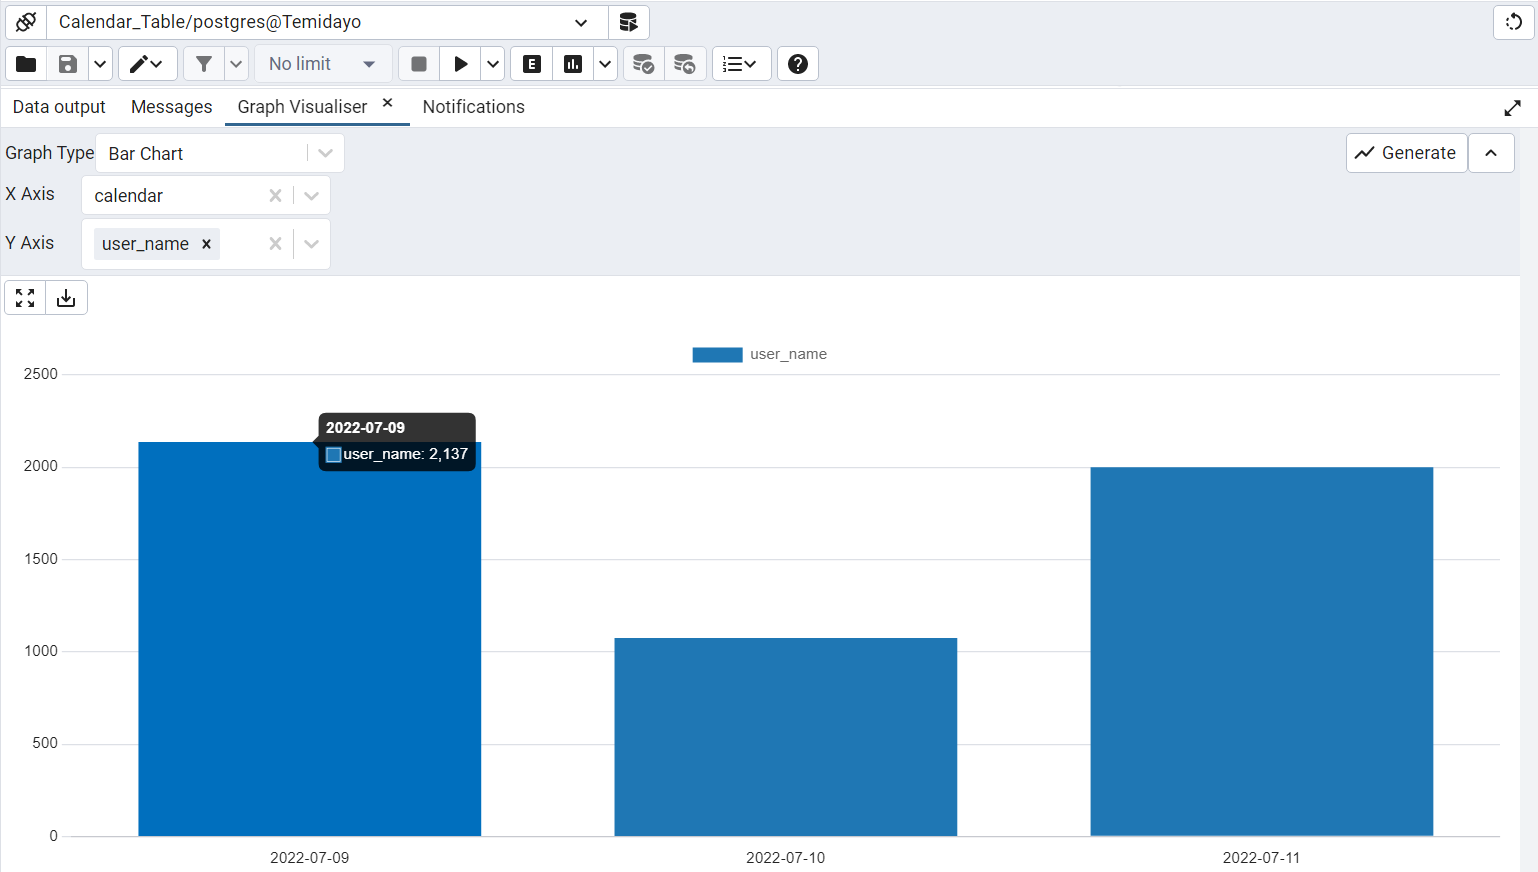 Calendar_Table/postgres@Temidayo
No limit
E
Data output Messages Graph Visualiser Notifications
Graph Type Bar Chart Generate
X Axis calendar
Y Axis user_name
user_name
2500
2022-07-09
user_name: 2,137
2000
1500
1000
500
0
2022-07-09 2022-07-10 2022-07-11